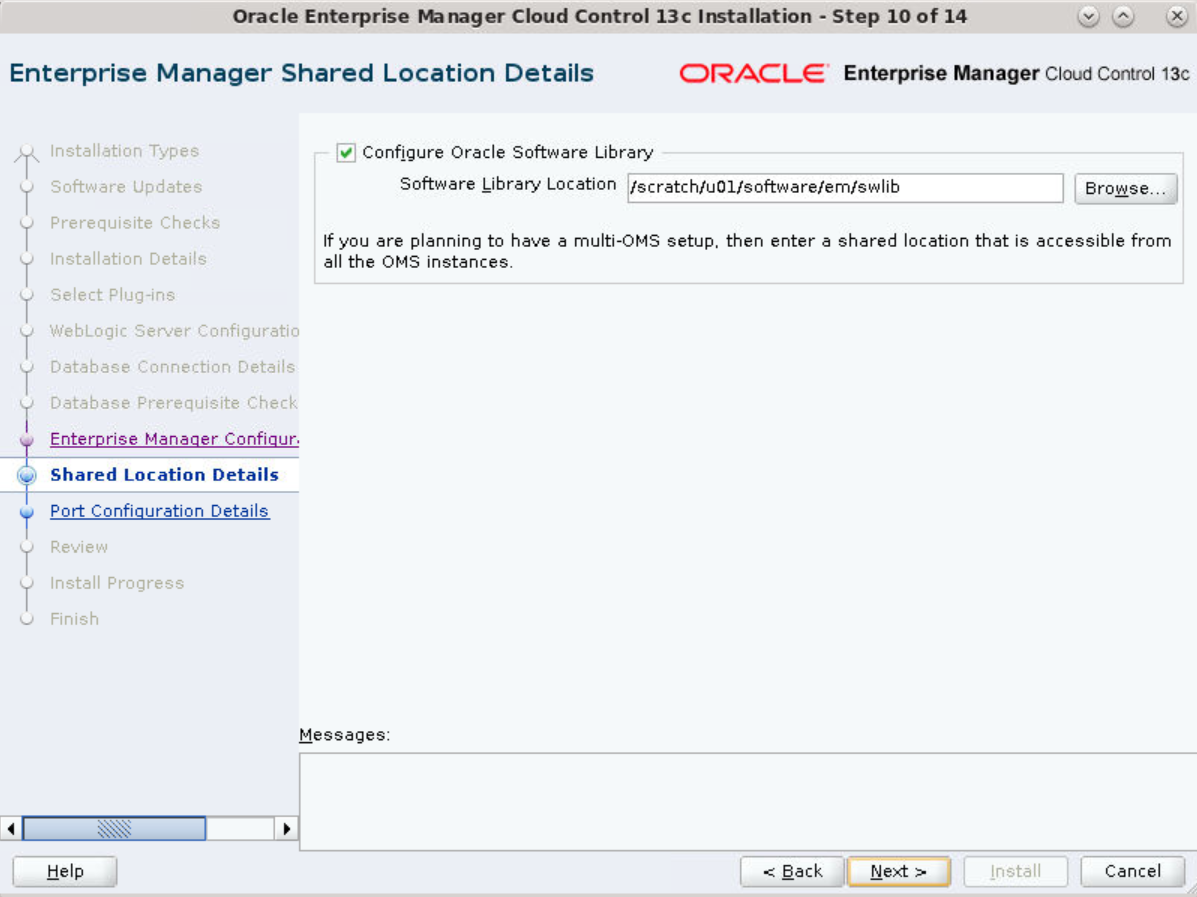 Oracle Enterprise Manager Cloud Control 13c Installation - Step 10 of 14
Enterprise Manager Shared Location Details
ORACLE Enterprise Manager Cloud Control 13c
Installation Types
Software Updates
Prerequisite Checks
Installation Details
Select Plug-ins
WebLogic Server Configuratio
Database Connection Details
Database Prerequisite Check
Enterprise Manager Configur
Shared Location Details
Port Configuration Details
Review
Install Progress
Finish
Configure Oracle Software Library
Software Library Location /scratch/u01/software/em/swlib Browse...
If you are planning to have a multi-OMS setup, then enter a shared location that is accessible from
all the OMS instances.
Messages:
Help < Back Next > Install Cancel